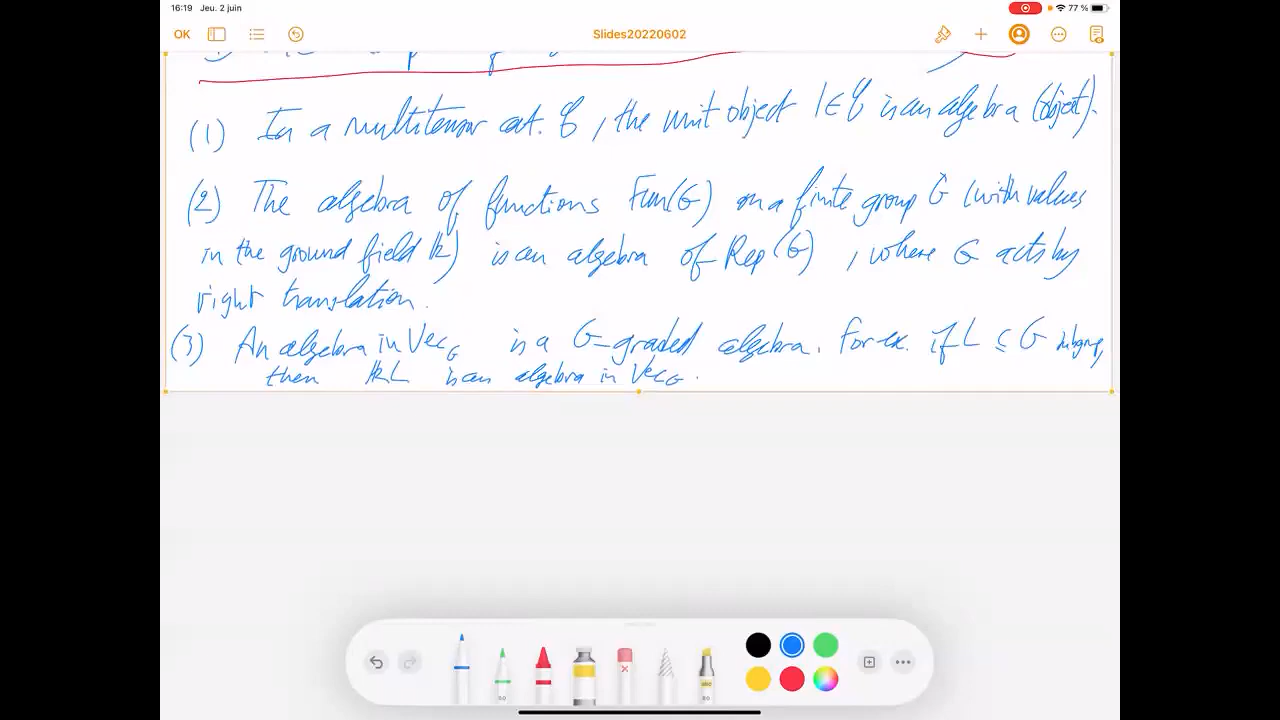 16:19 Jeu. 2 juin
77 %
OK
Slides20220602
(1) In a multitensor cat. 𝒞, the unit object 1∈𝒞 is an algebra (object).
(2) The algebra of functions Fun(G) on a finite group G (with values
in the ground field 𝕜) is an algebra of Rep(G), where G acts by
right translation.
(3) An algebra in Vec_G is a G-graded algebra. For ex. if L ⊆ G subgroup,
then 𝕜L is an algebra in Vec_G.